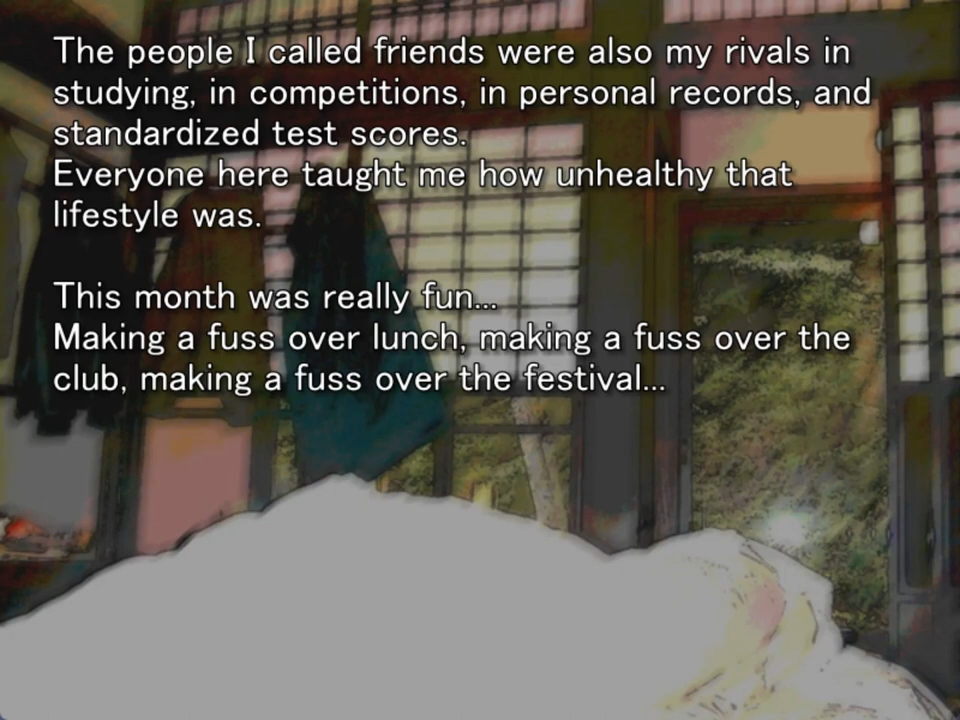 The people I called friends were also my rivals in
studying, in competitions, in personal records, and
standardized test scores.
Everyone here taught me how unhealthy that
lifestyle was.
This month was really fun...
Making a fuss over lunch, making a fuss over the
club, making a fuss over the festival...